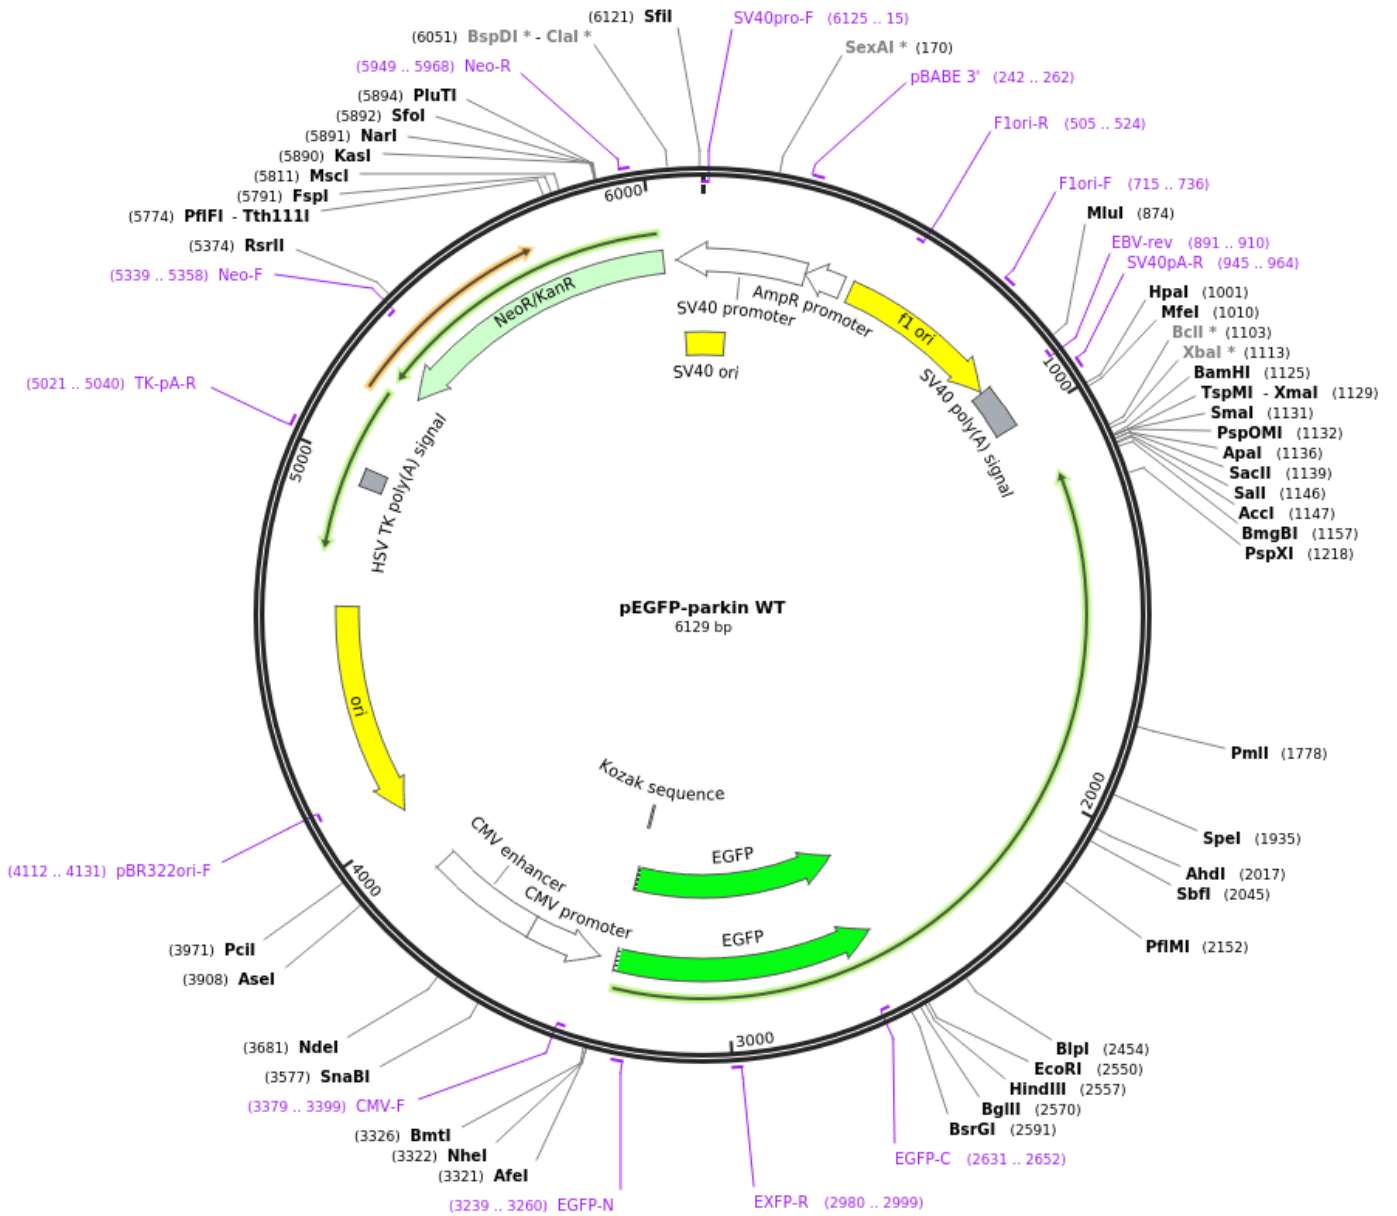 (6121) SfiI
SV40pro-F (6125 .. 15)
(6051) BspDI * - ClaI *
SexAI * (170)
(5949 .. 5968) Neo-R
pBABE 3' (242 .. 262)
(5894) PluTI
(5892) SfoI
F1ori-R (505 .. 524)
(5891) NarI
(5890) KasI
(5811) MscI
F1ori-F (715 .. 736)
(5791) FspI
(5774) PflFI - Tth111I
MluI (874)
(5374) RsrII
EBV-rev (891 .. 910)
(5339 .. 5358) Neo-F
SV40pA-R (945 .. 964)
HpaI (1001)
MfeI (1010)
BclI * (1103)
XbaI * (1113)
BamHI (1125)
(5021 .. 5040) TK-pA-R
TspMI - XmaI (1129)
SmaI (1131)
PspOMI (1132)
ApaI (1136)
SacII (1139)
SalI (1146)
AccI (1147)
BmgBI (1157)
PspXI (1218)
6000
1000
5000
2000
4000
3000
NeoR/KanR
SV40 promoter
AmpR promoter
f1 ori
SV40 ori
SV40 poly(A) signal
HSV TK poly(A) signal
pEGFP-parkin WT
6129 bp
ori
Kozak sequence
CMV enhancer
CMV promoter
EGFP
EGFP
PmlI (1778)
SpeI (1935)
AhdI (2017)
SbfI (2045)
PflMI (2152)
(4112 .. 4131) pBR322ori-F
(3971) PciI
(3908) AseI
(3681) NdeI
(3577) SnaBI
(3379 .. 3399) CMV-F
(3326) BmtI
(3322) NheI
(3321) AfeI
(3239 .. 3260) EGFP-N
BlpI (2454)
EcoRI (2550)
HindIII (2557)
BglII (2570)
BsrGI (2591)
EGFP-C (2631 .. 2652)
EXFP-R (2980 .. 2999)